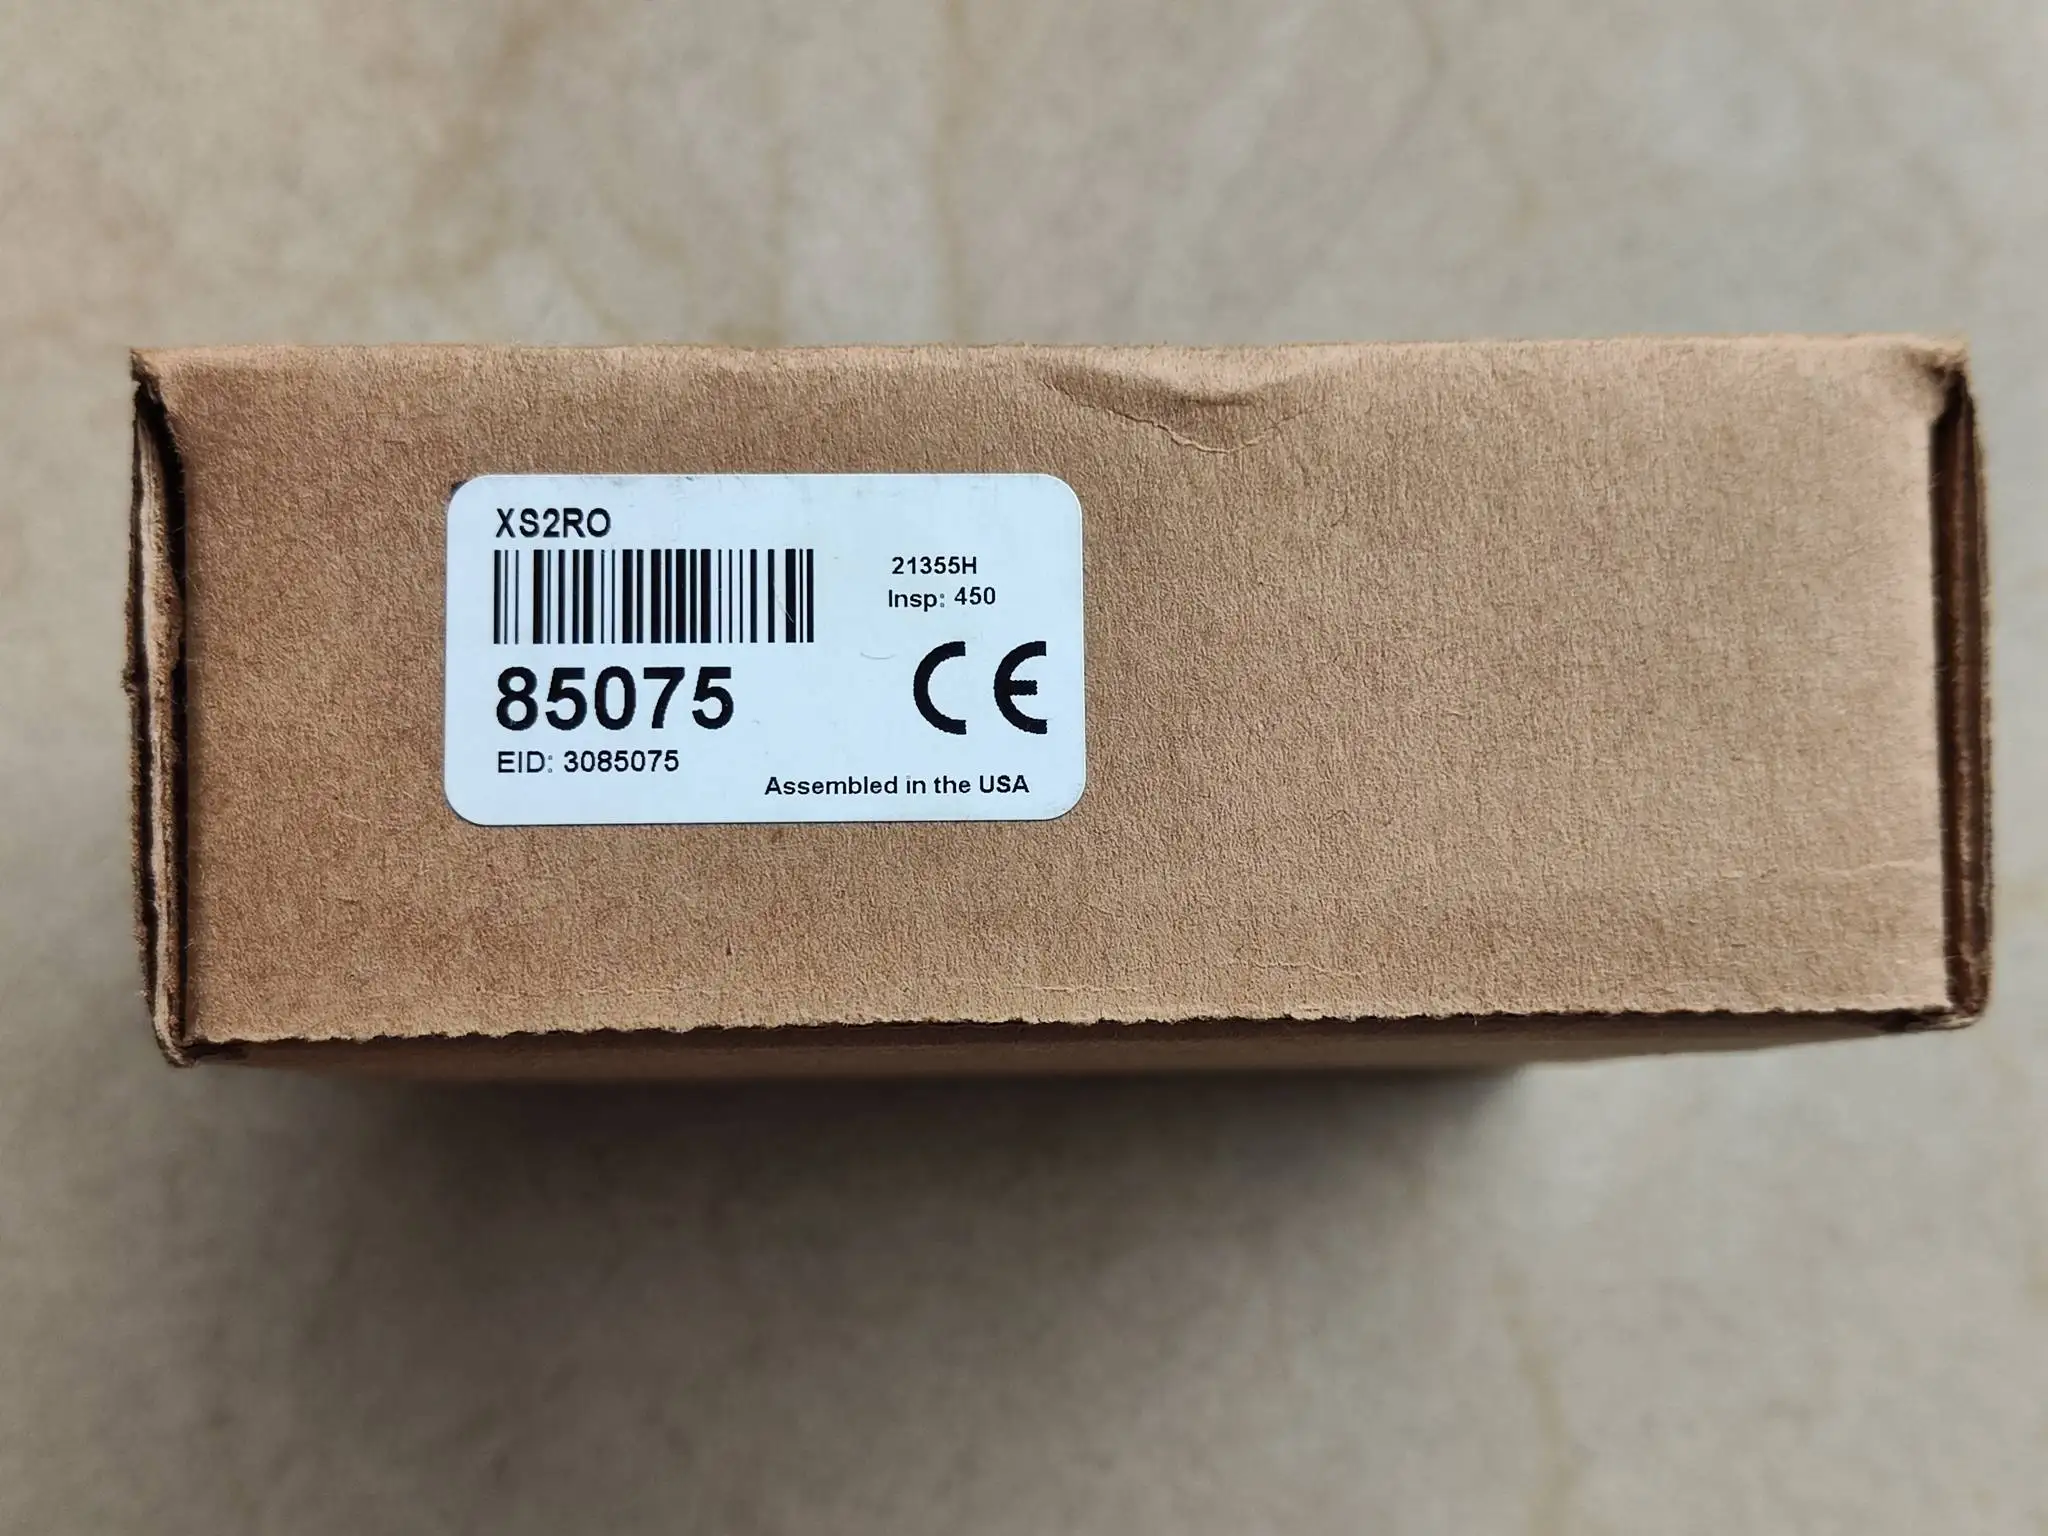 XS2RO
21355H
Insp: 450
85075
CE
EID: 3085075
Assembled in the USA